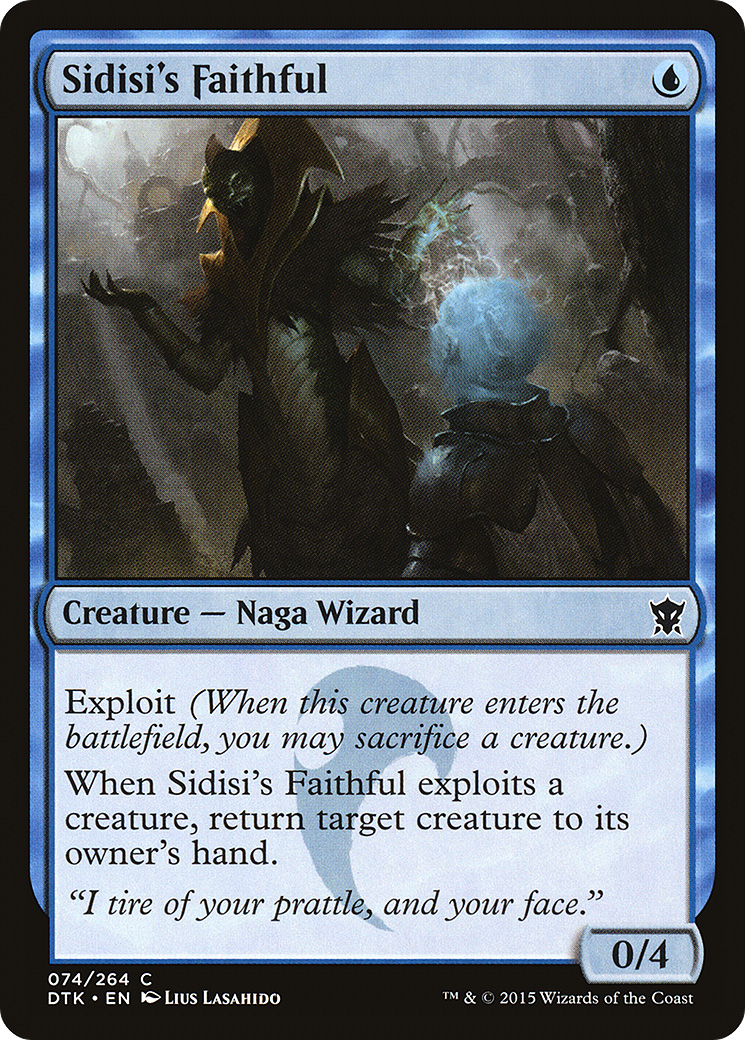 Sidisi's Faithful
Creature — Naga Wizard
Exploit (When this creature enters the
battlefield, you may sacrifice a creature.)
When Sidisi's Faithful exploits a
creature, return target creature to its
owner's hand.
"I tire of your prattle, and your face."
0/4
074/264 C
DTK • EN Lius Lasahido
™ & © 2015 Wizards of the Coast